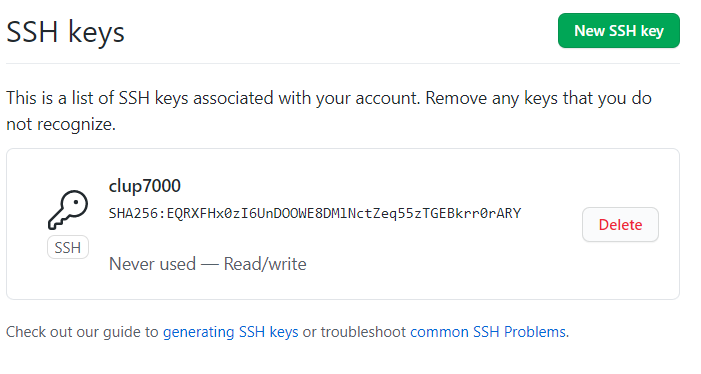 SSH keys
New SSH key
This is a list of SSH keys associated with your account. Remove any keys that you do
not recognize.
clup7000
SHA256:EQRXFHx0zI6UnDOOWE8DMlNctZeq55zTGEBkrr0rARY
SSH
Never used — Read/write
Delete
Check out our guide to generating SSH keys or troubleshoot common SSH Problems.